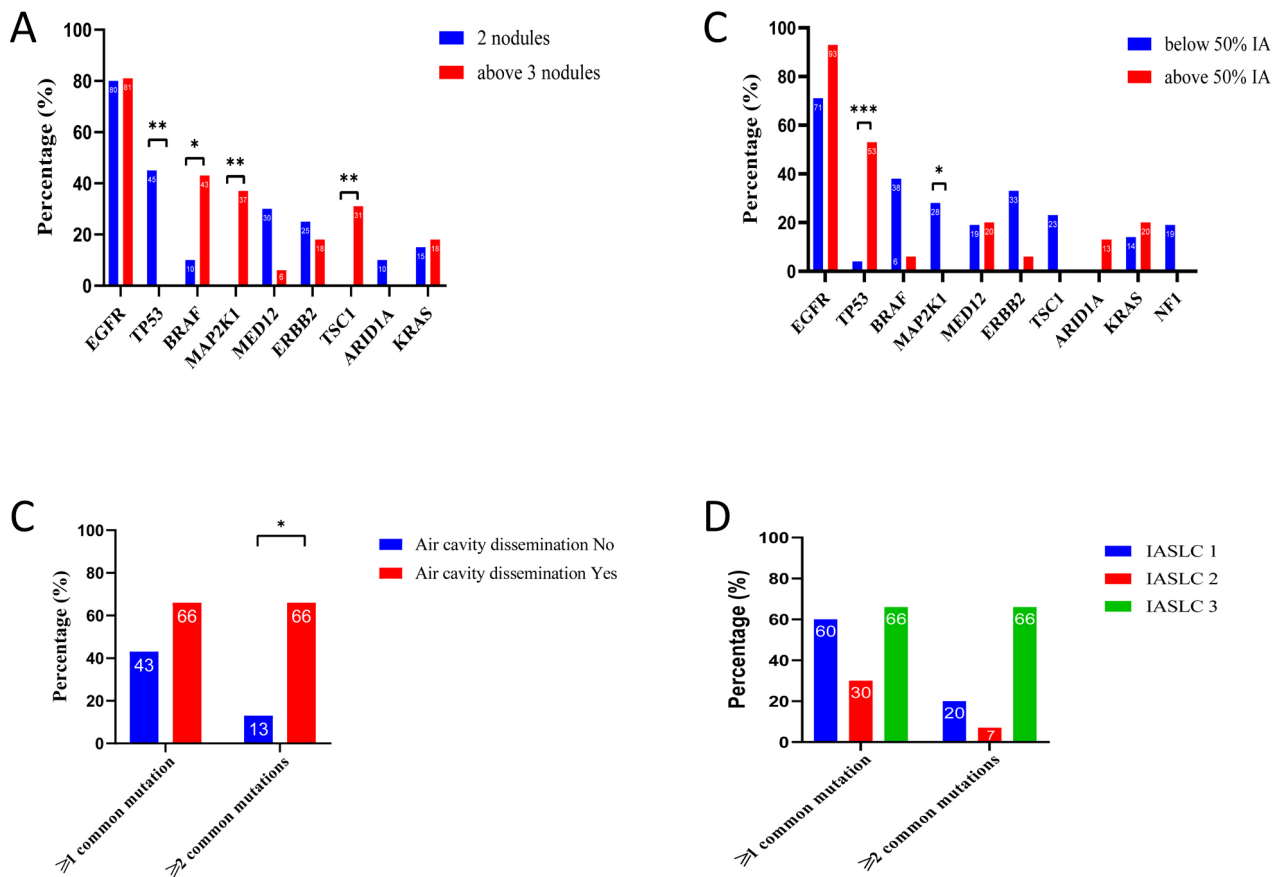 A
2 nodules
above 3 nodules
Percentage (%)
100
80
60
40
20
0
** * ** **
80 81 45 10 43 37 30 6 25 18 31 10 15 18
EGFR TP53 BRAF MAP2K1 MED12 ERBB2 TSC1 ARID1A KRAS
C
below 50% IA
above 50% IA
Percentage (%)
100
80
60
40
20
0
*** *
71 93 53 38 6 28 19 20 33 23 13 14 20 19
EGFR TP53 BRAF MAP2K1 MED12 ERBB2 TSC1 ARID1A KRAS NF1
C
Air cavity dissemination No
Air cavity dissemination Yes
Percentage (%)
100
80
60
40
20
0
*
43 66 13 66
⩾1 common mutation
⩾2 common mutations
D
IASLC 1
IASLC 2
IASLC 3
Percentage (%)
100
80
60
40
20
0
60 30 66 20 7 66
⩾1 common mutation
⩾2 common mutations